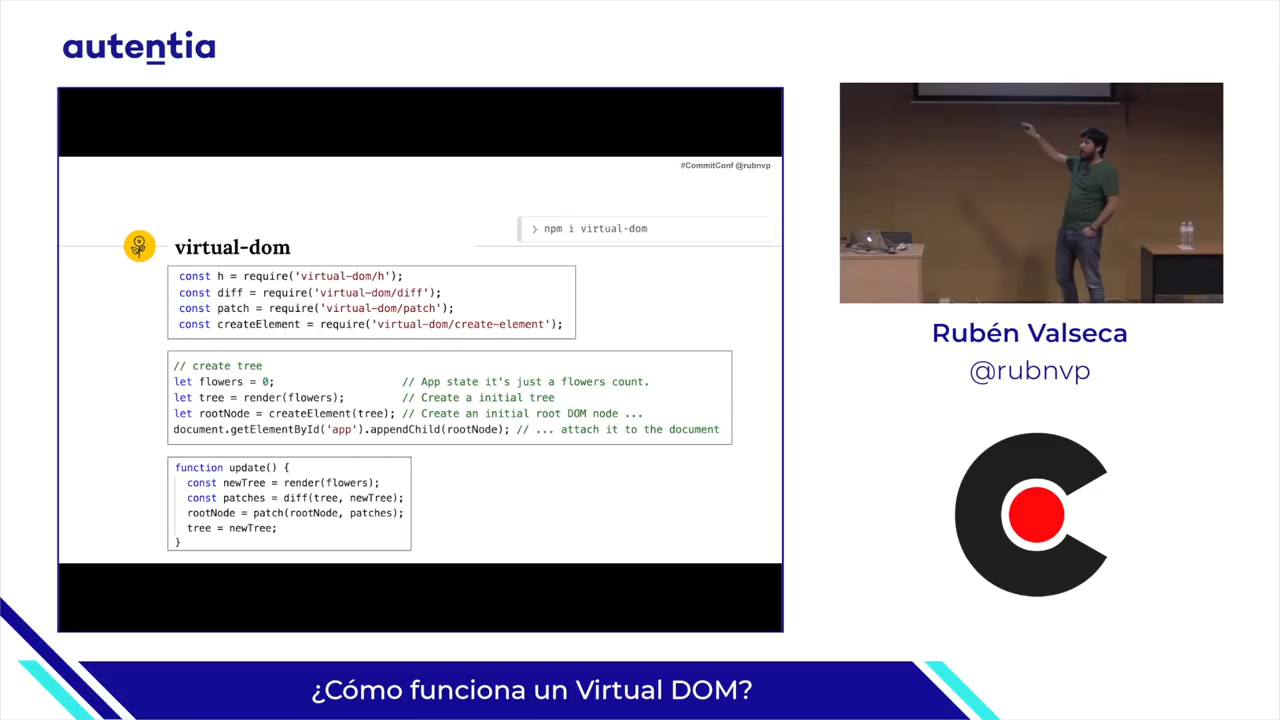 autentia
#CommitConf @rubnvp
npm i virtual-dom
virtual-dom
const h = require('virtual-dom/h');
const diff = require('virtual-dom/diff');
const patch = require('virtual-dom/patch');
const createElement = require('virtual-dom/create-element');
// create tree
let flowers = 0; // App state it's just a flowers count.
let tree = render(flowers); // Create a initial tree
let rootNode = createElement(tree); // Create an initial root DOM node ...
document.getElementById('app').appendChild(rootNode); // ... attach it to the document
function update() {
const newTree = render(flowers);
const patches = diff(tree, newTree);
rootNode = patch(rootNode, patches);
tree = newTree;
}
Rubén Valseca
@rubnvp
¿Cómo funciona un Virtual DOM?